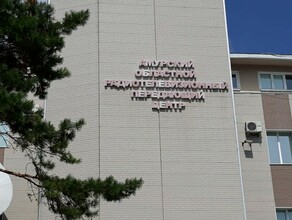 АМУРСКИЙ
ОБЛАСТНОЙ
РАДИОТЕЛЕВИЗИОННЫЙ
ПЕРЕДАЮЩИЙ
ЦЕНТР